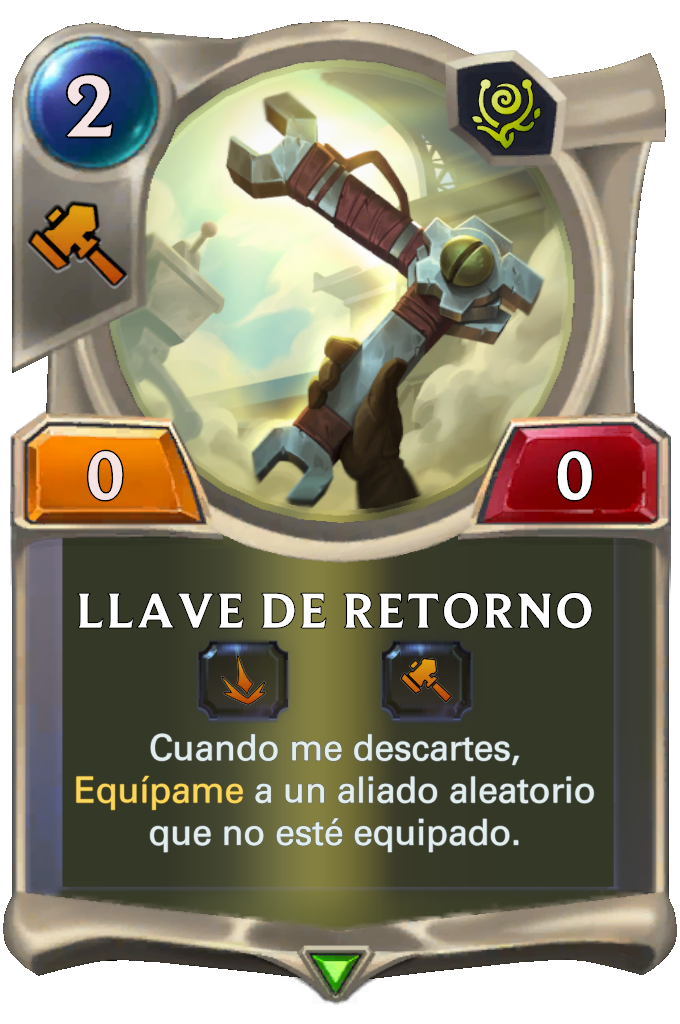 2
0
0
LLAVE DE RETORNO
Cuando me descartes,
Equípame a un aliado aleatorio
que no esté equipado.